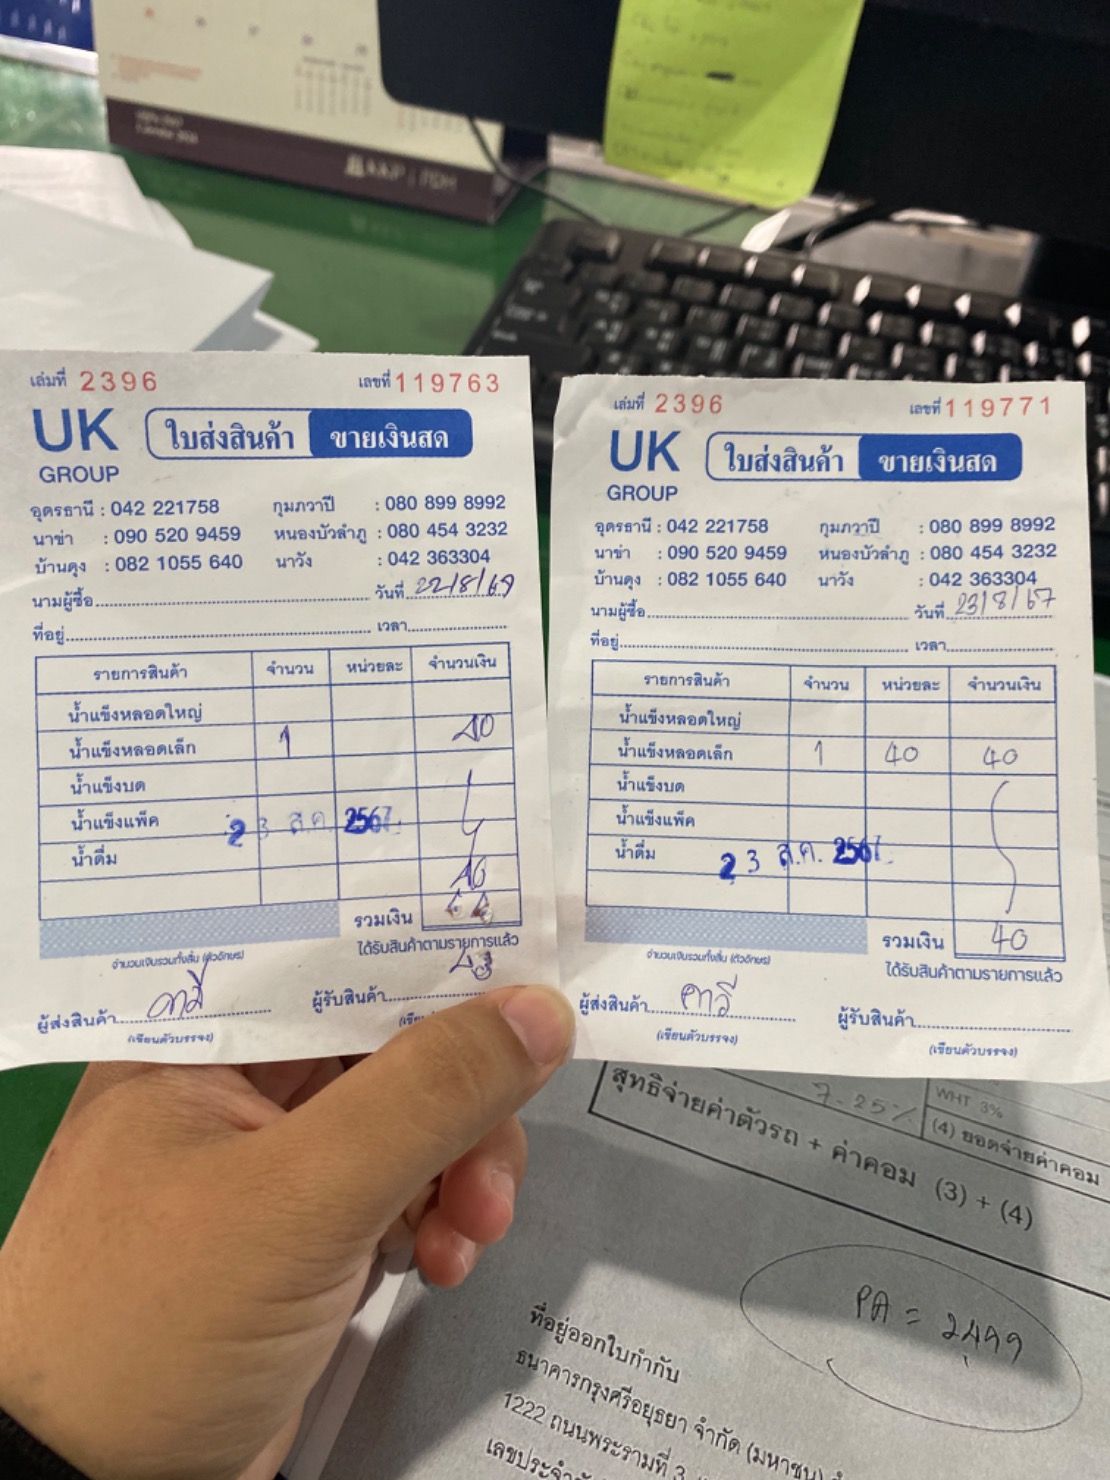 เล่มที่ 2396 เลขที่ 119763
UK GROUP
ใบส่งสินค้า ขายเงินสด
อุดรธานี : 042 221758 กุมภวาปี : 080 899 8992
นาข่า : 090 520 9459 หนองบัวลำภู : 080 454 3232
บ้านดุง : 082 1055 640 นาวัง : 042 363304
นามผู้ซื้อ วันที่ 22/8/67
ที่อยู่ เวลา
รายการสินค้า จำนวน หน่วยละ จำนวนเงิน
น้ำแข็งหลอดใหญ่
น้ำแข็งหลอดเล็ก 1 40
น้ำแข็งบด
น้ำแข็งแพ็ค
23 ส.ค. 2567
น้ำดื่ม
40
รวมเงิน
จำนวนเงินรวมทั้งสิ้น (ตัวอักษร) ได้รับสินค้าตามรายการแล้ว
ผู้ส่งสินค้า ผู้รับสินค้า
(เขียนตัวบรรจง)
เล่มที่ 2396 เลขที่ 119771
UK GROUP
ใบส่งสินค้า ขายเงินสด
อุดรธานี : 042 221758 กุมภวาปี : 080 899 8992
นาข่า : 090 520 9459 หนองบัวลำภู : 080 454 3232
บ้านดุง : 082 1055 640 นาวัง : 042 363304
นามผู้ซื้อ วันที่ 23/8/67
ที่อยู่ เวลา
รายการสินค้า จำนวน หน่วยละ จำนวนเงิน
น้ำแข็งหลอดใหญ่
น้ำแข็งหลอดเล็ก 1 40 40
น้ำแข็งบด
น้ำแข็งแพ็ค
น้ำดื่ม
23 ส.ค. 2567
รวมเงิน 40
จำนวนเงินรวมทั้งสิ้น (ตัวอักษร) ได้รับสินค้าตามรายการแล้ว
ผู้ส่งสินค้า ผู้รับสินค้า
(เขียนตัวบรรจง) (เขียนตัวบรรจง)
WHT 3%
7.25%
(4) ยอดจ่ายค่าคอม
สุทธิจ่ายค่าตัวรถ + ค่าคอม (3) + (4)
PA = 2499
ที่อยู่ออกใบกำกับ
ธนาคารกรุงศรีอยุธยา จำกัด (มหาชน)
1222 ถนนพระรามที่ 3